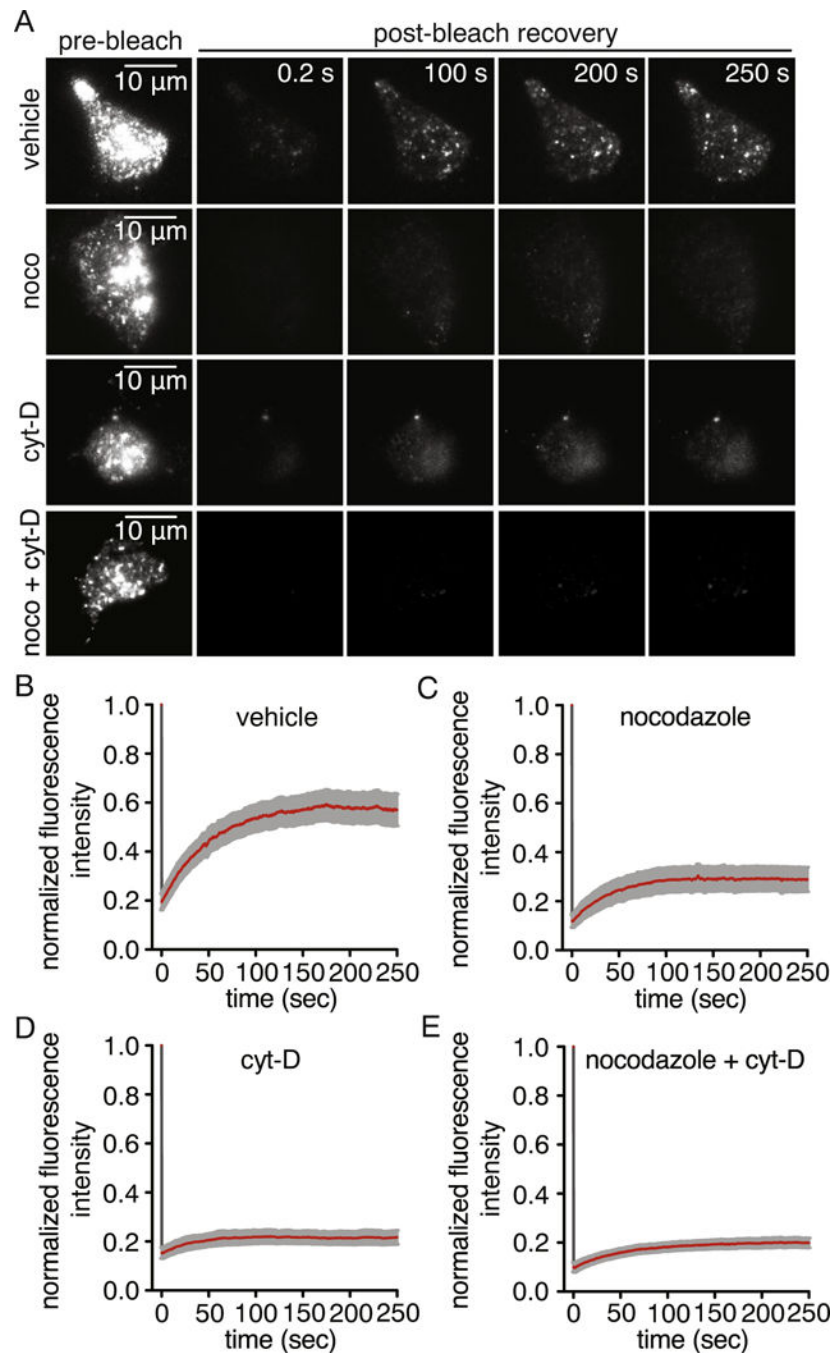 A
pre-bleach
post-bleach recovery
vehicle
10 µm
0.2 s
100 s
200 s
250 s
noco
10 µm
cyt-D
10 µm
noco + cyt-D
10 µm
B
vehicle
normalized fluorescence
intensity
1.0
0.8
0.6
0.4
0.2
0.0
0 50 100 150 200 250
time (sec)
C
nocodazole
normalized fluorescence
intensity
1.0
0.8
0.6
0.4
0.2
0.0
0 50 100 150 200 250
time (sec)
D
cyt-D
normalized fluorescence
intensity
1.0
0.8
0.6
0.4
0.2
0.0
0 50 100 150 200 250
time (sec)
E
nocodazole + cyt-D
normalized fluorescence
intensity
1.0
0.8
0.6
0.4
0.2
0.0
0 50 100 150 200 250
time (sec)